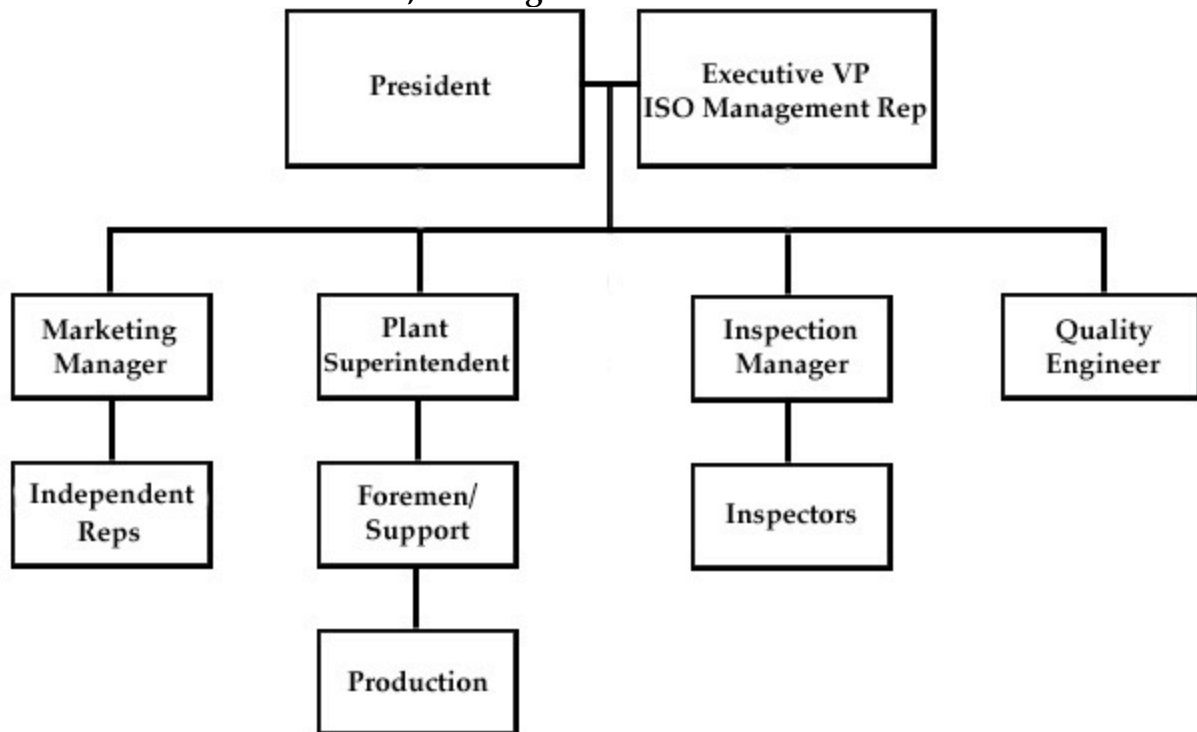 President
Executive VP
ISO Management Rep
Marketing
Manager
Plant
Superintendent
Inspection
Manager
Quality
Engineer
Independent
Reps
Foremen/
Support
Inspectors
Production